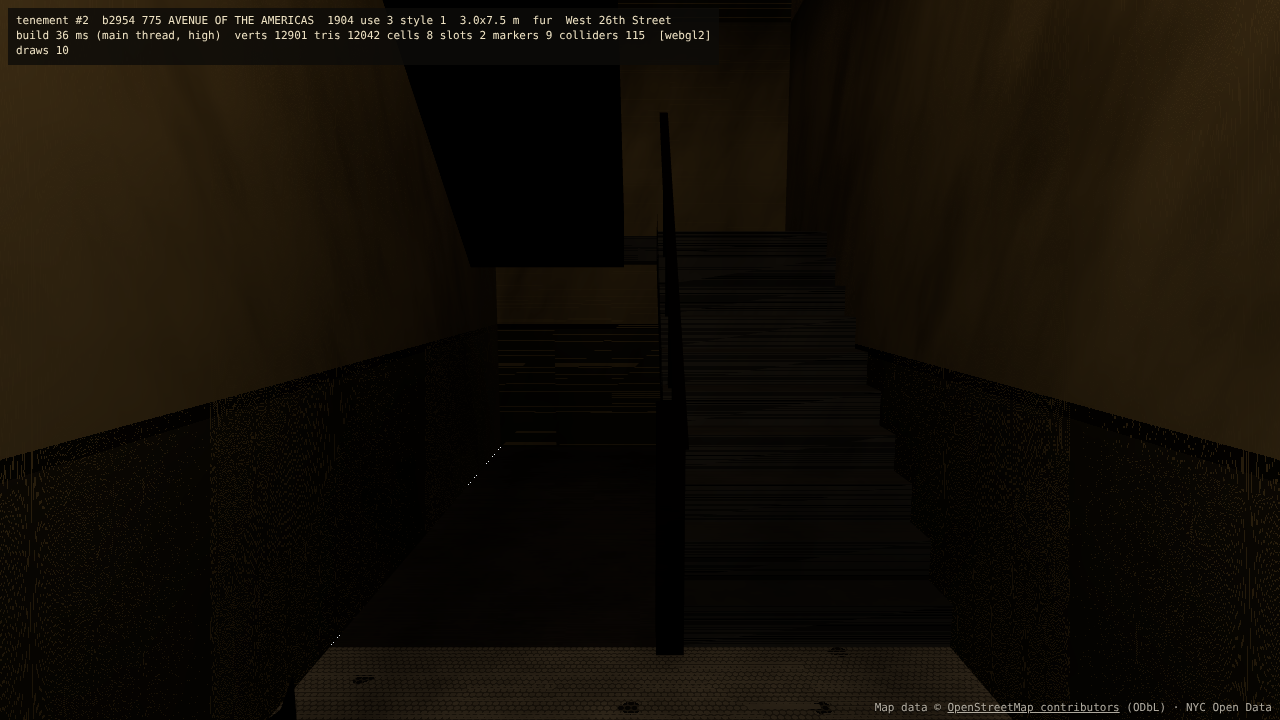 tenement #2  b2954 775 AVENUE OF THE AMERICAS  1904 use 3 style 1  3.0x7.5 m  fur  West 26th Street
build 36 ms (main thread, high)  verts 12901 tris 12042 cells 8 slots 2 markers 9 colliders 115  [webgl2]
draws 10
Map data © OpenStreetMap contributors (ODbL) · NYC Open Data